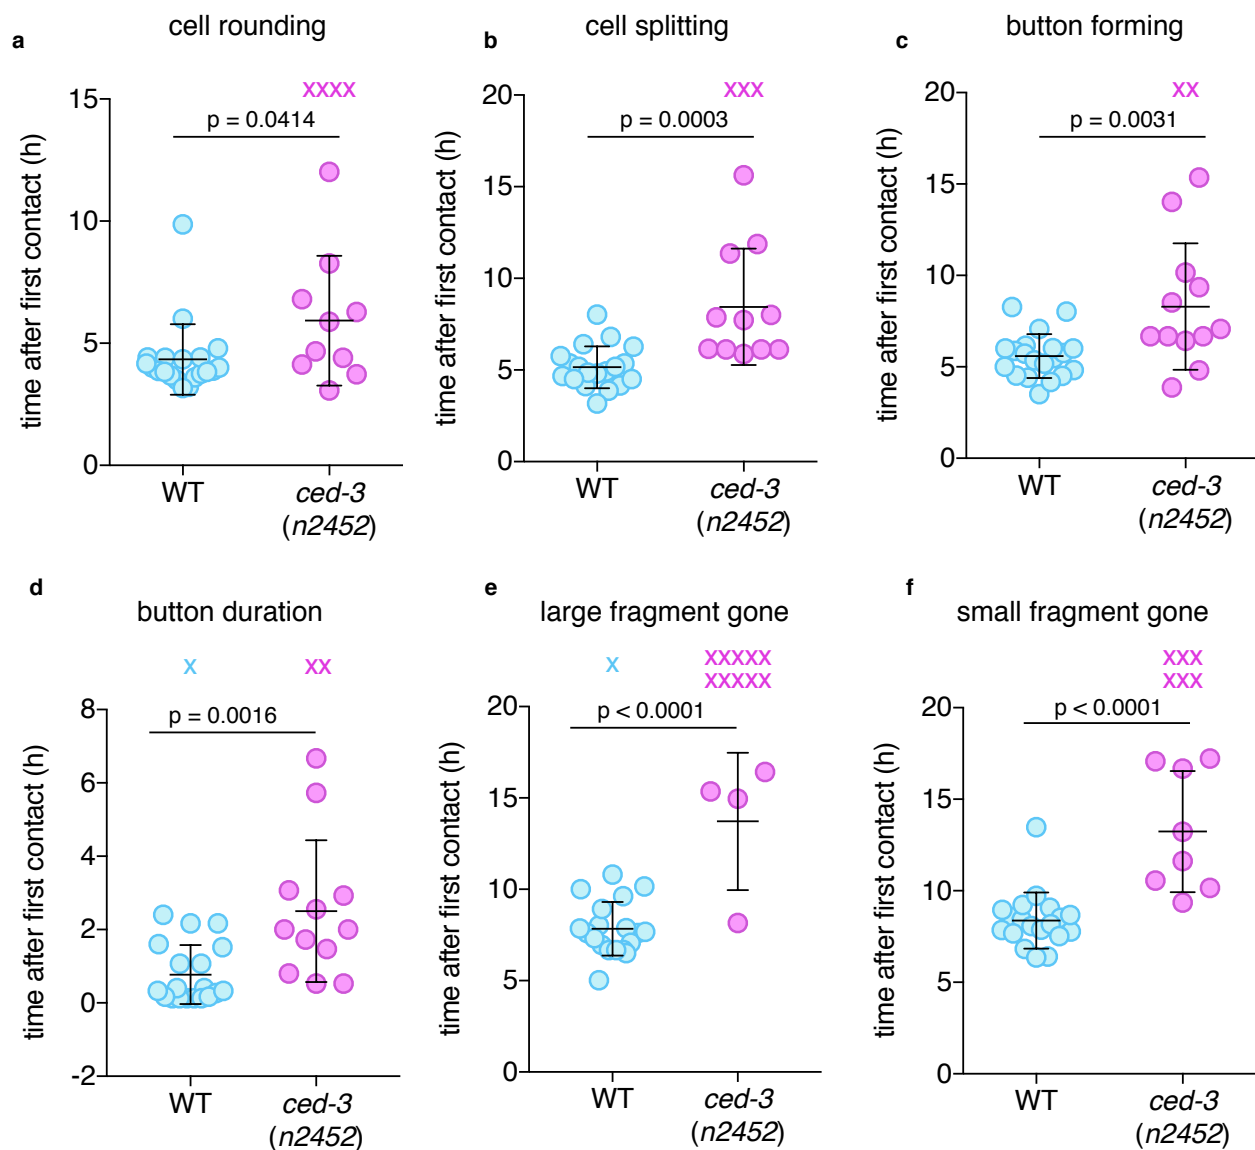 a
cell rounding
XXXX
p = 0.0414
time after first contact (h)
15
10
5
0
WT
ced-3
(n2452)
b
cell splitting
XXX
p = 0.0003
time after first contact (h)
20
15
10
5
0
WT
ced-3
(n2452)
c
button forming
XX
p = 0.0031
time after first contact (h)
20
15
10
5
0
WT
ced-3
(n2452)
d
button duration
X
XX
p = 0.0016
time after first contact (h)
8
6
4
2
0
-2
WT
ced-3
(n2452)
e
large fragment gone
X
XXXXX
XXXXX
p < 0.0001
time after first contact (h)
20
15
10
5
0
WT
ced-3
(n2452)
f
small fragment gone
XXX
XXX
p < 0.0001
time after first contact (h)
20
15
10
5
0
WT
ced-3
(n2452)